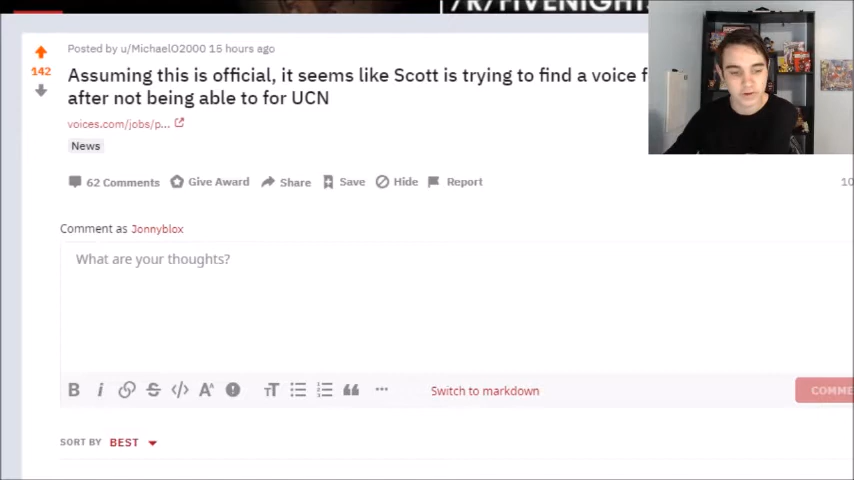 /R/FIVENIGHT
Posted by u/MichaelO2000 15 hours ago
142
Assuming this is official, it seems like Scott is trying to find a voice
after not being able to for UCN
voices.com/jobs/p...
News
62 Comments Give Award Share Save Hide Report
Comment as Jonnyblox
What are your thoughts?
B i A Tт Switch to markdown
SORT BY BEST